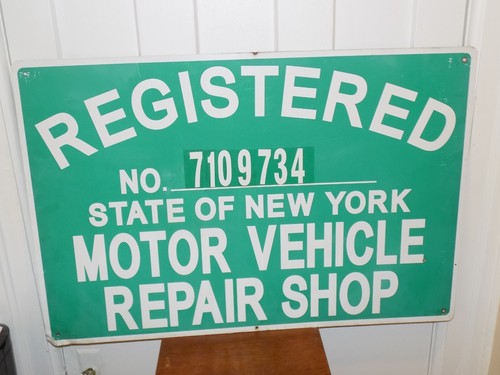 REGISTERED
NO. 7109734
STATE OF NEW YORK
MOTOR VEHICLE
REPAIR SHOP